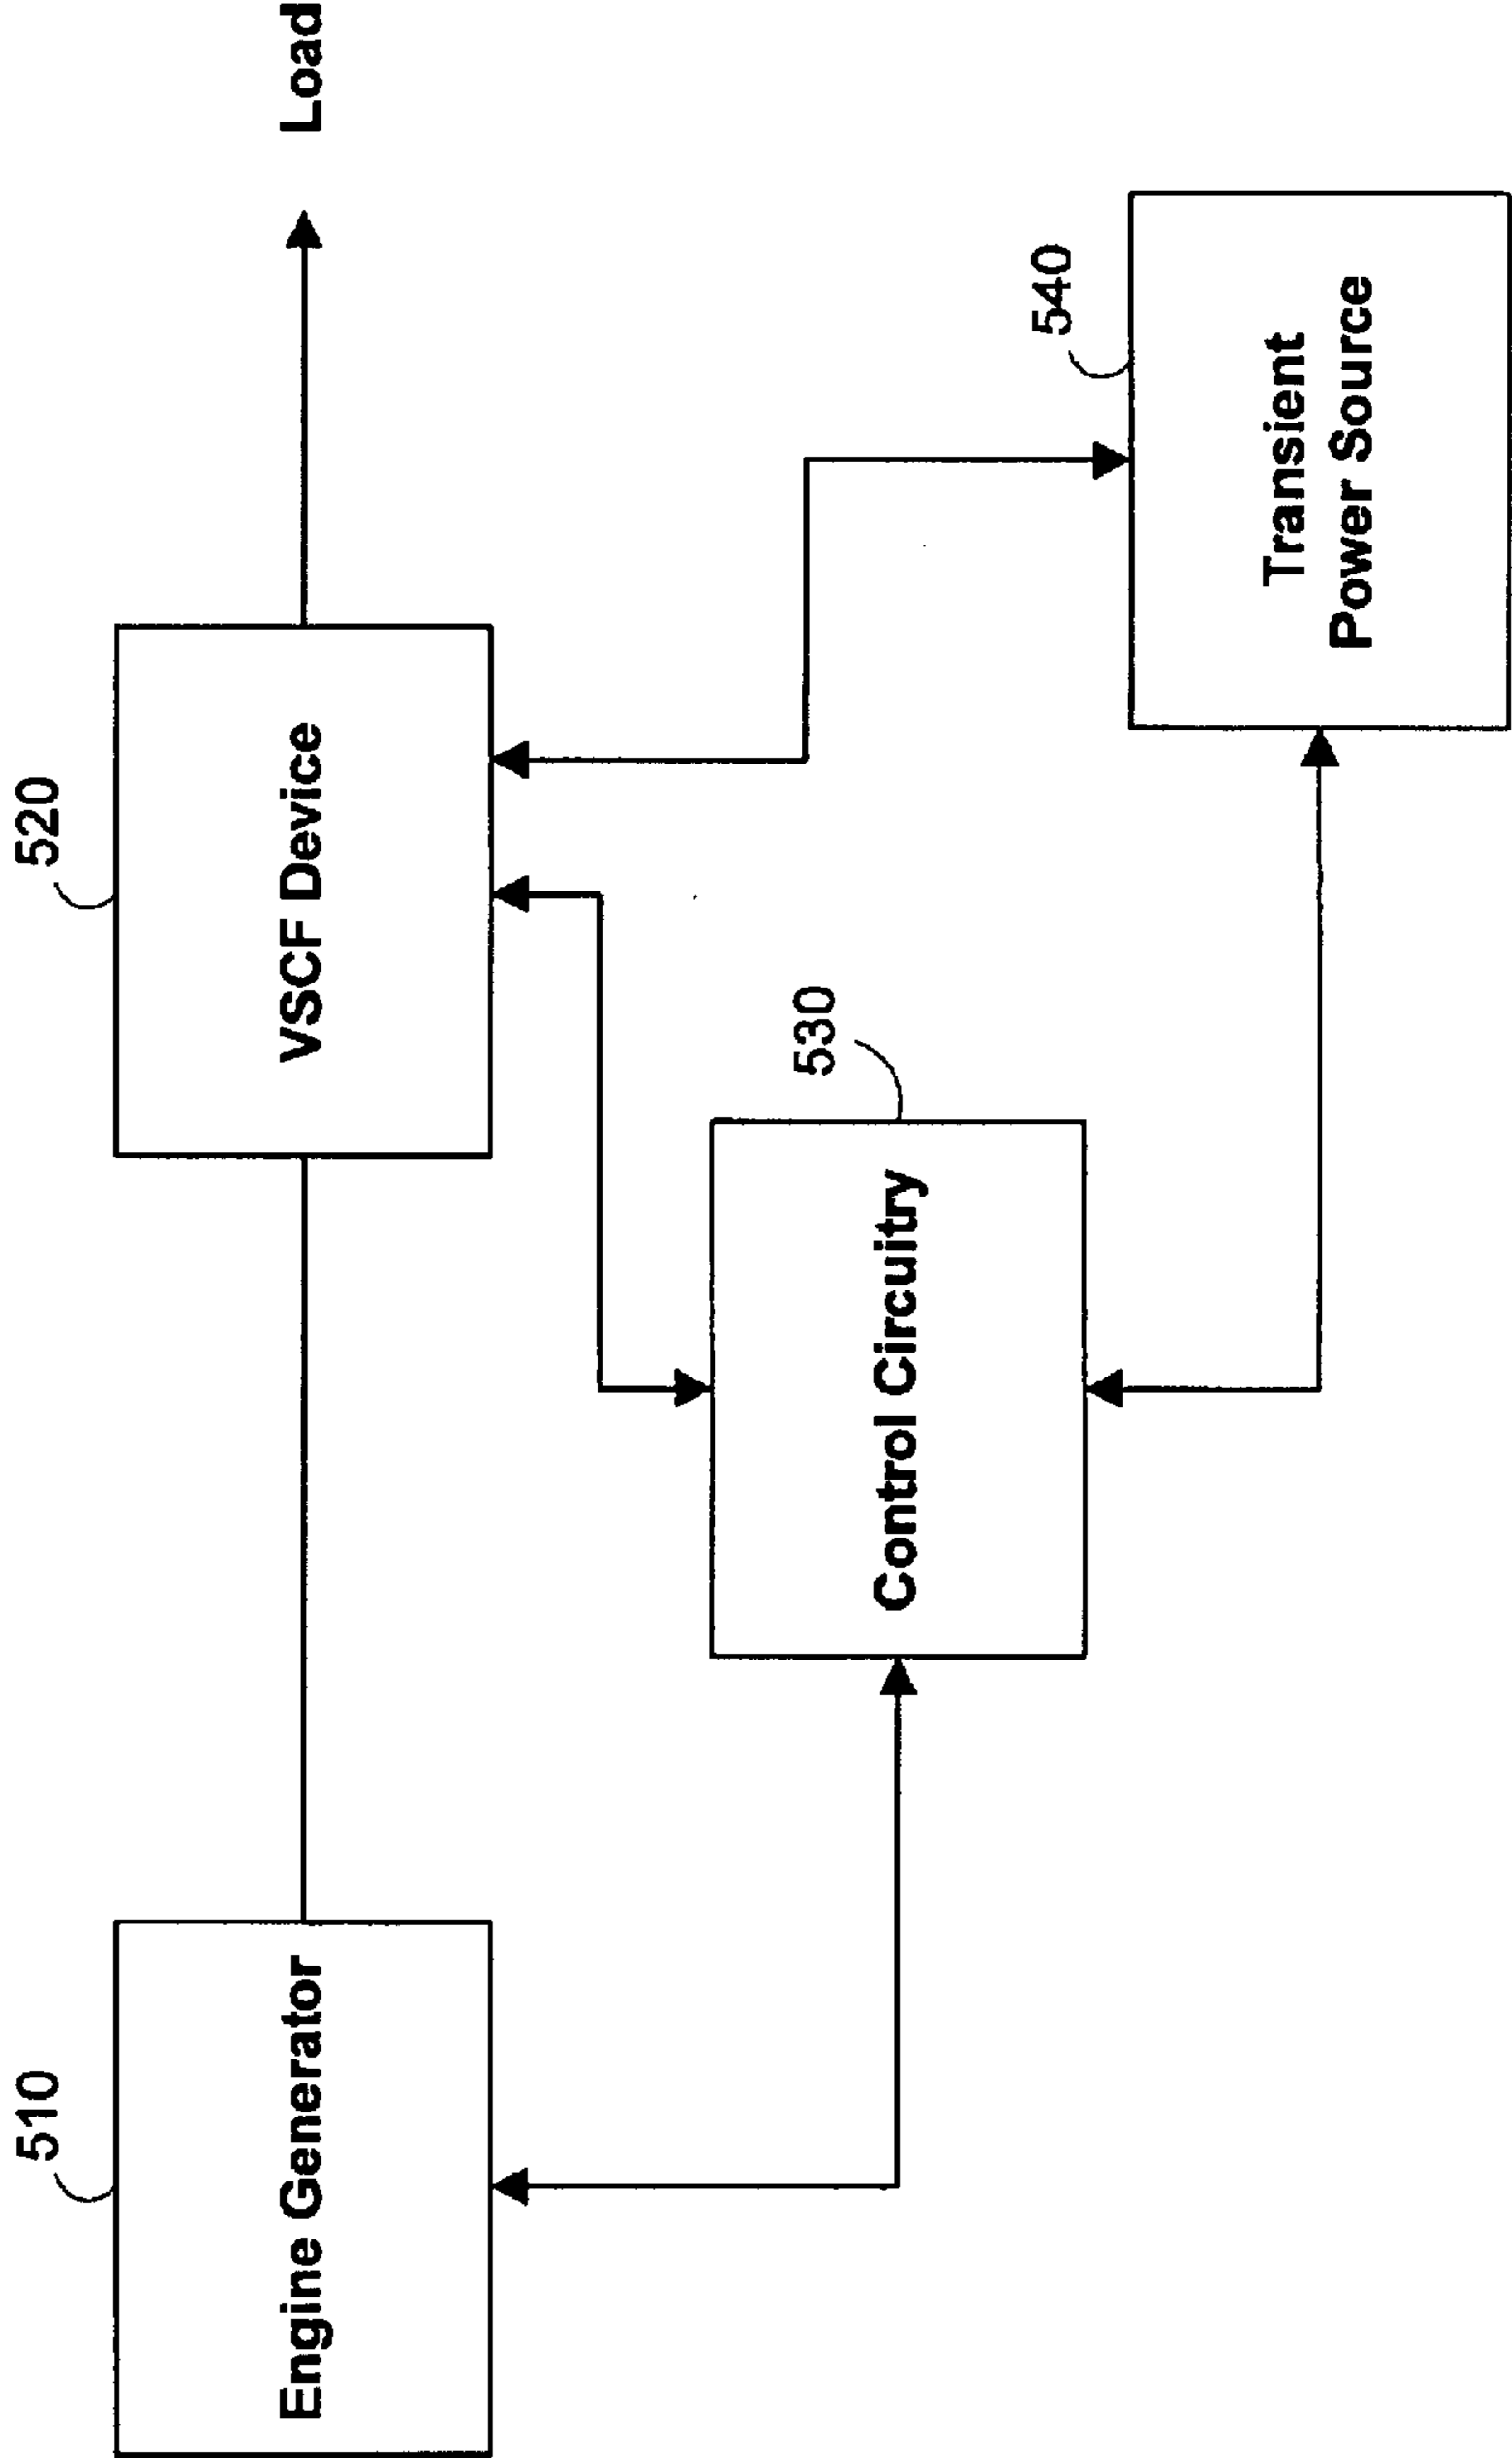 510
Engine Generator
520
VSCF Device
Load
530
Control Circuitry
540
Transient
Power Source